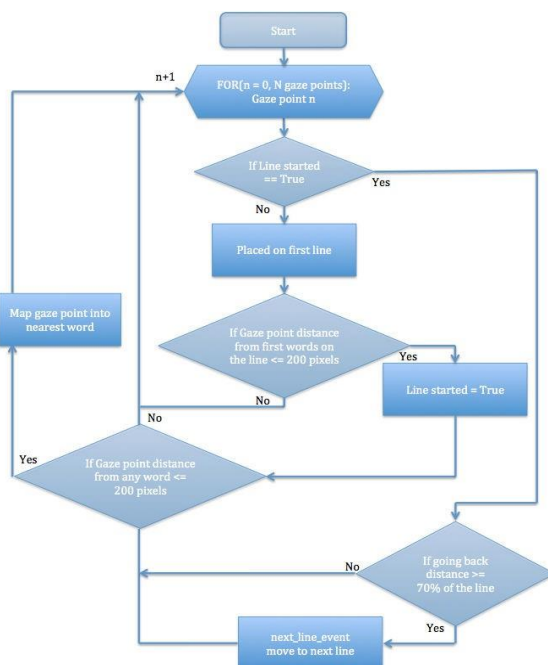 Start
n+1
FOR(n = 0, N gaze points):
Gaze point n
If Line started
== True
Yes
No
Placed on first line
Map gaze point into
nearest word
If Gaze point distance
from first words on
the line <= 200 pixels
Yes
No
Line started = True
No
Yes
If Gaze point distance
from any word <=
200 pixels
If going back
distance >=
70% of the line
No
Yes
next_line_event
move to next line